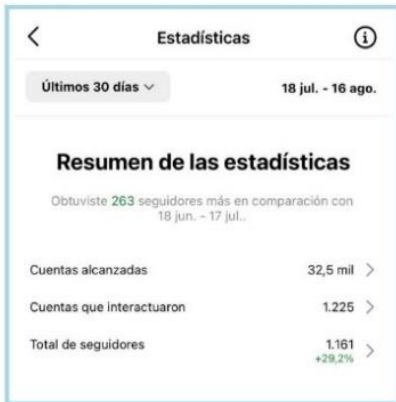 Estadísticas
Últimos 30 días
18 jul. - 16 ago.
Resumen de las estadísticas
Obtuviste 263 seguidores más en comparación con
18 jun. - 17 jul..
Cuentas alcanzadas
32,5 mil
Cuentas que interactuaron
1.225
Total de seguidores
1.161
+29,2%